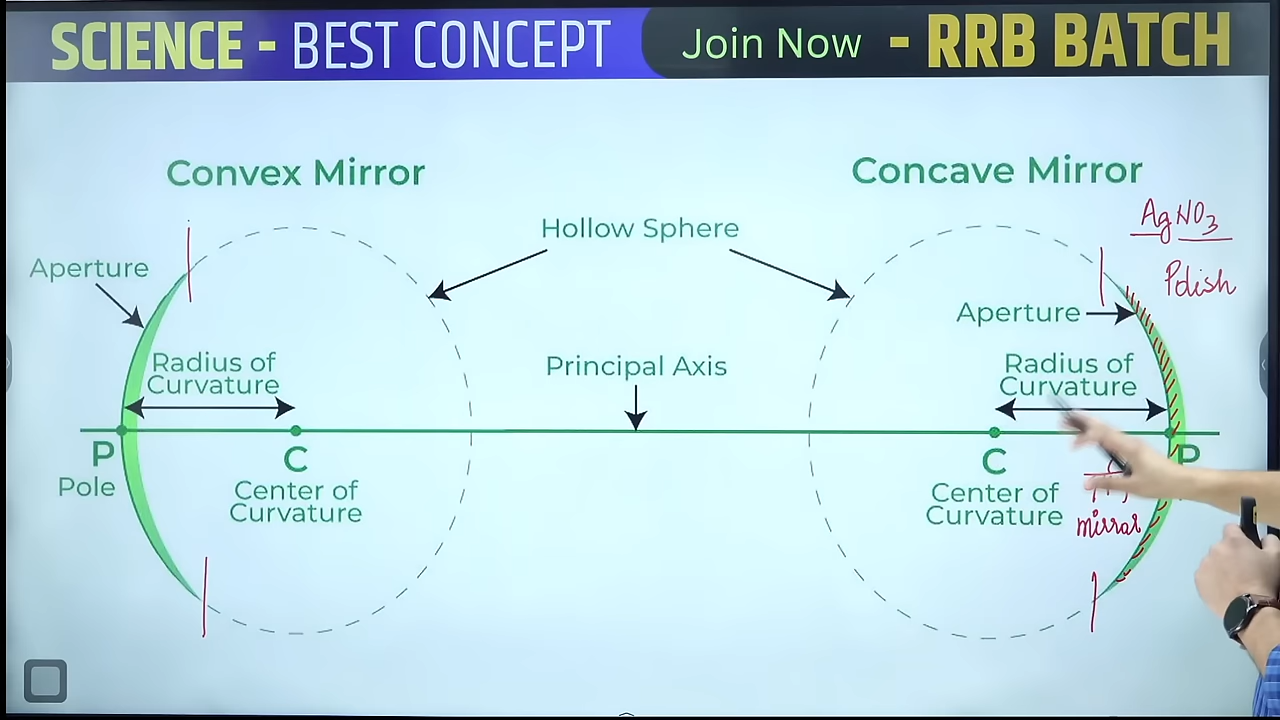 SCIENCE - BEST CONCEPT
Join Now - RRB BATCH
Convex Mirror
Concave Mirror
AgNO3
Polish
Hollow Sphere
Aperture
Aperture
Radius of
Curvature
Principal Axis
Radius of
Curvature
P
Pole
C
Center of
Curvature
C
Center of
Curvature
P
mirror